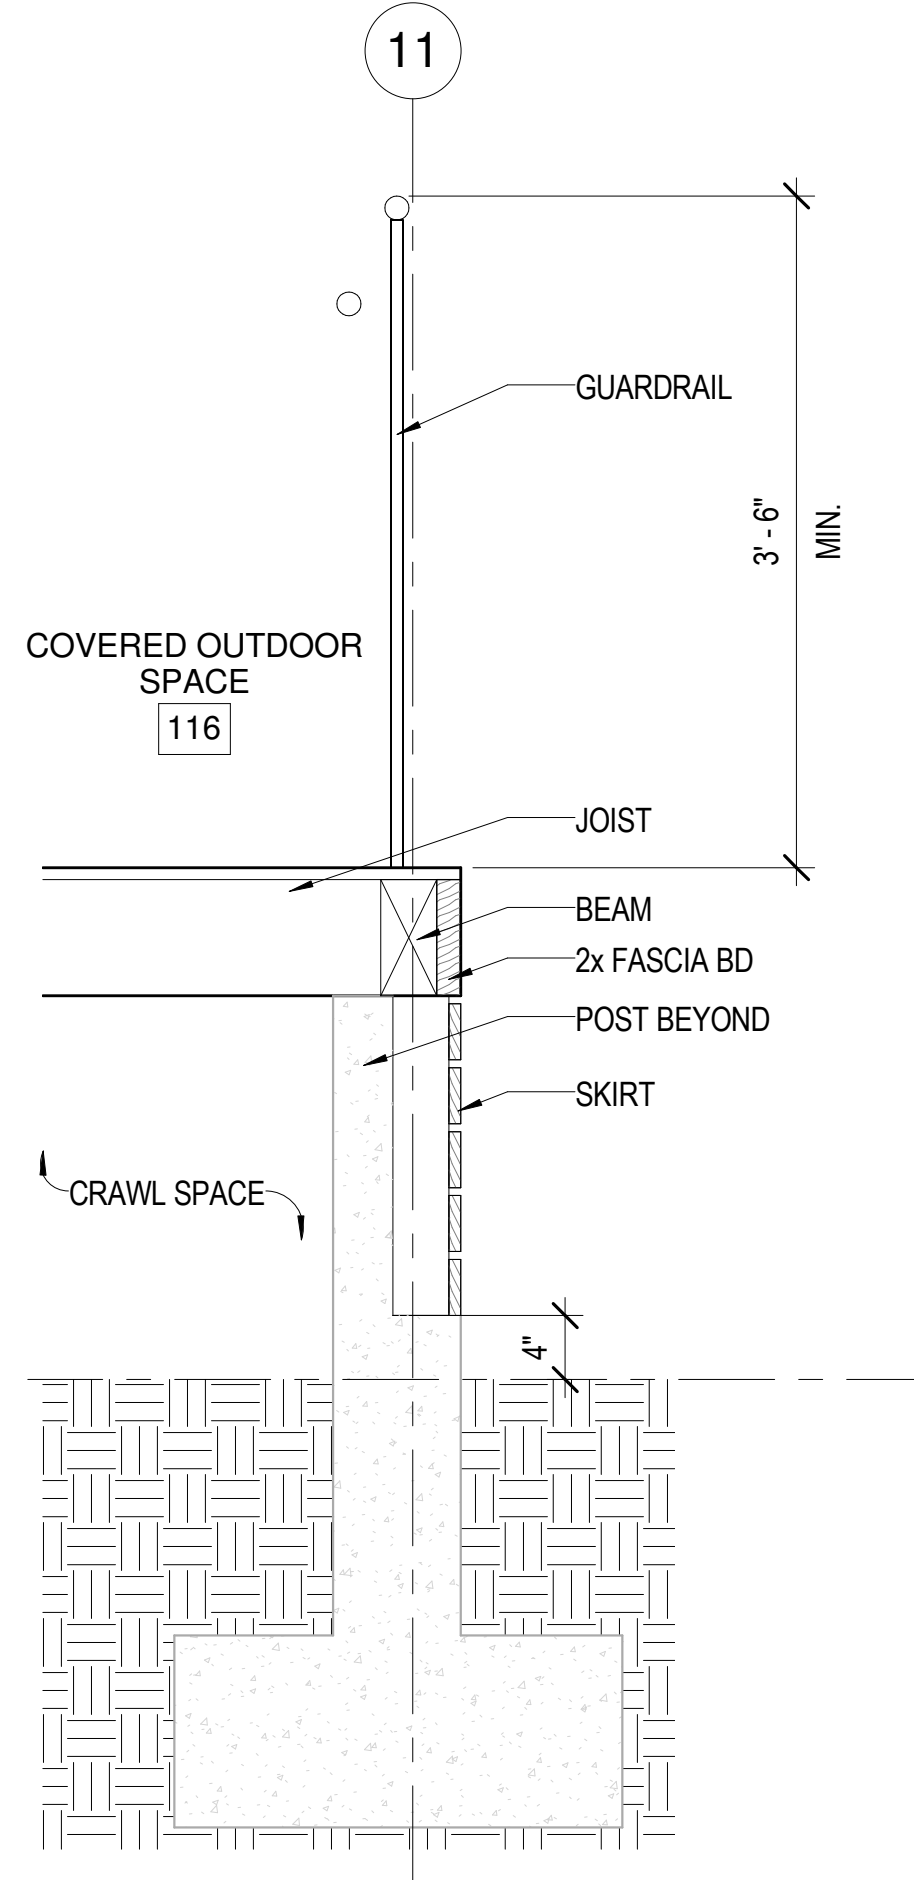 11
GUARDRAIL
3' - 6"
MIN.
COVERED OUTDOOR
SPACE
116
JOIST
BEAM
2x FASCIA BD
POST BEYOND
SKIRT
CRAWL SPACE
4"